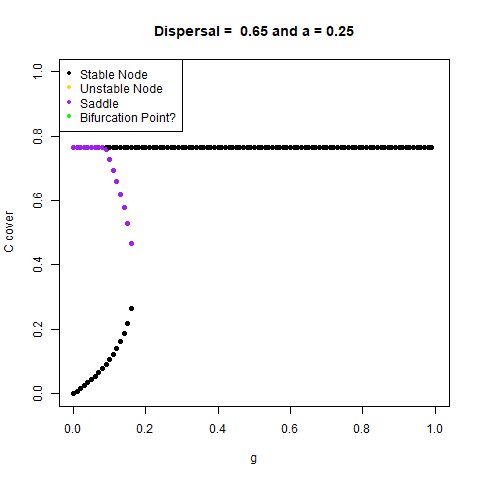 Dispersal =  0.65 and a = 0.25
Stable Node
Unstable Node
Saddle
Bifurcation Point?
C cover
1.0
0.8
0.6
0.4
0.2
0.0
0.0 0.2 0.4 0.6 0.8 1.0
g